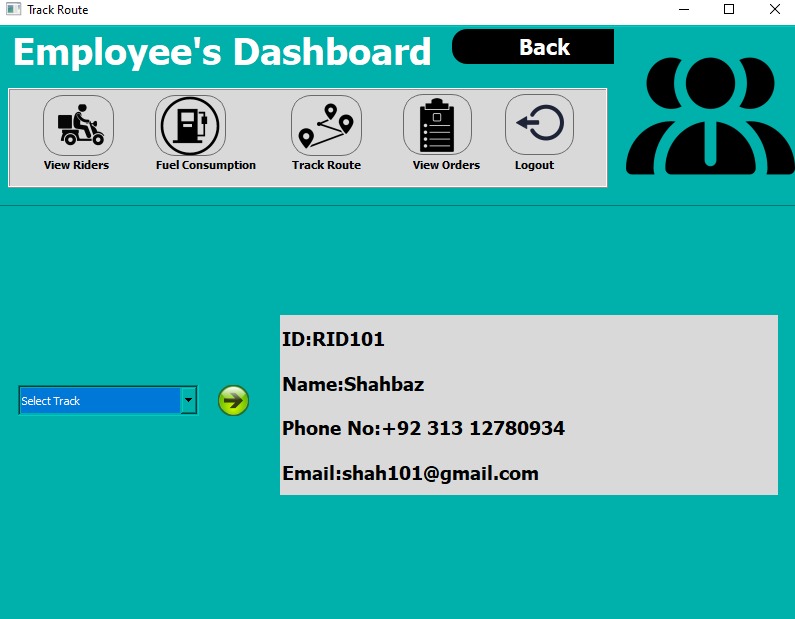 Track Route
Employee's Dashboard
Back
View Riders
Fuel Consumption
Track Route
View Orders
Logout
ID:RID101
Name:Shahbaz
Select Track
Phone No:+92 313 12780934
Email:shah101@gmail.com